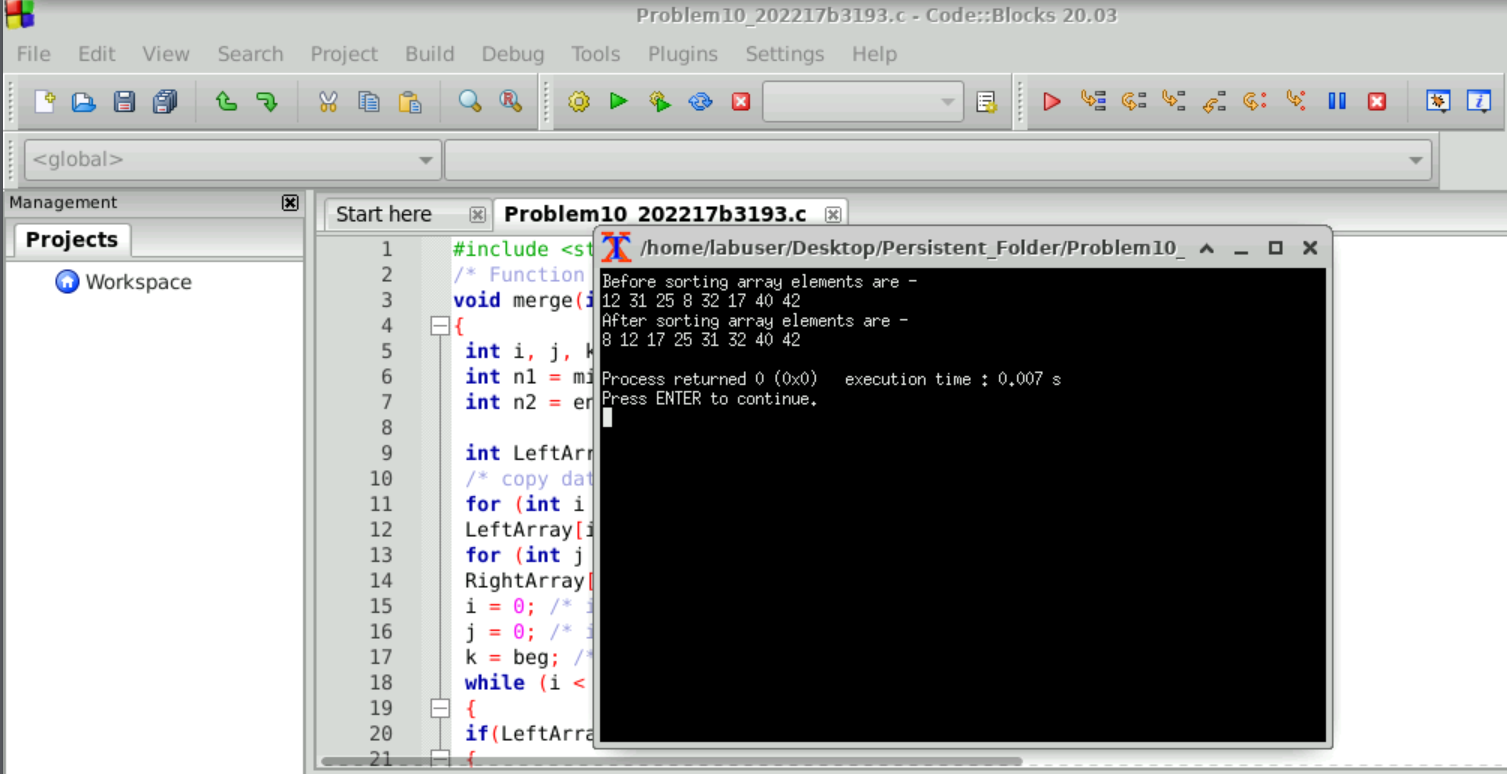 Problem10_202217b3193.c - Code::Blocks 20.03
File Edit View Search Project Build Debug Tools Plugins Settings Help
<global>
Management
Projects
Workspace
Start here
Problem10_202217b3193.c
1 #include <st
2 /* Function
3 void merge(i
4 {
5 int i, j, k
6 int n1 = mi
7 int n2 = en
8
9 int LeftArr
10 /* copy dat
11 for (int i
12 LeftArray[i
13 for (int j
14 RightArray[
15 i = 0; /* i
16 j = 0; /* i
17 k = beg; /*
18 while (i <
19 {
20 if(LeftArra
21 {
/home/labuser/Desktop/Persistent_Folder/Problem10_
Before sorting array elements are -
12 31 25 8 32 17 40 42
After sorting array elements are -
8 12 17 25 31 32 40 42
Process returned 0 (0x0) execution time : 0.007 s
Press ENTER to continue.